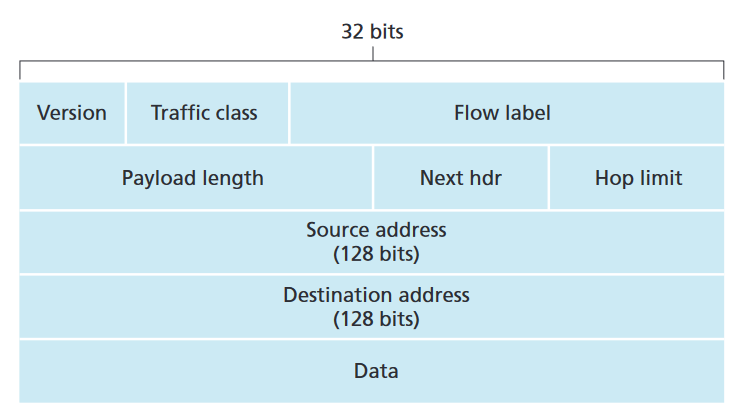 32 bits
Version Traffic class Flow label
Payload length Next hdr Hop limit
Source address
(128 bits)
Destination address
(128 bits)
Data